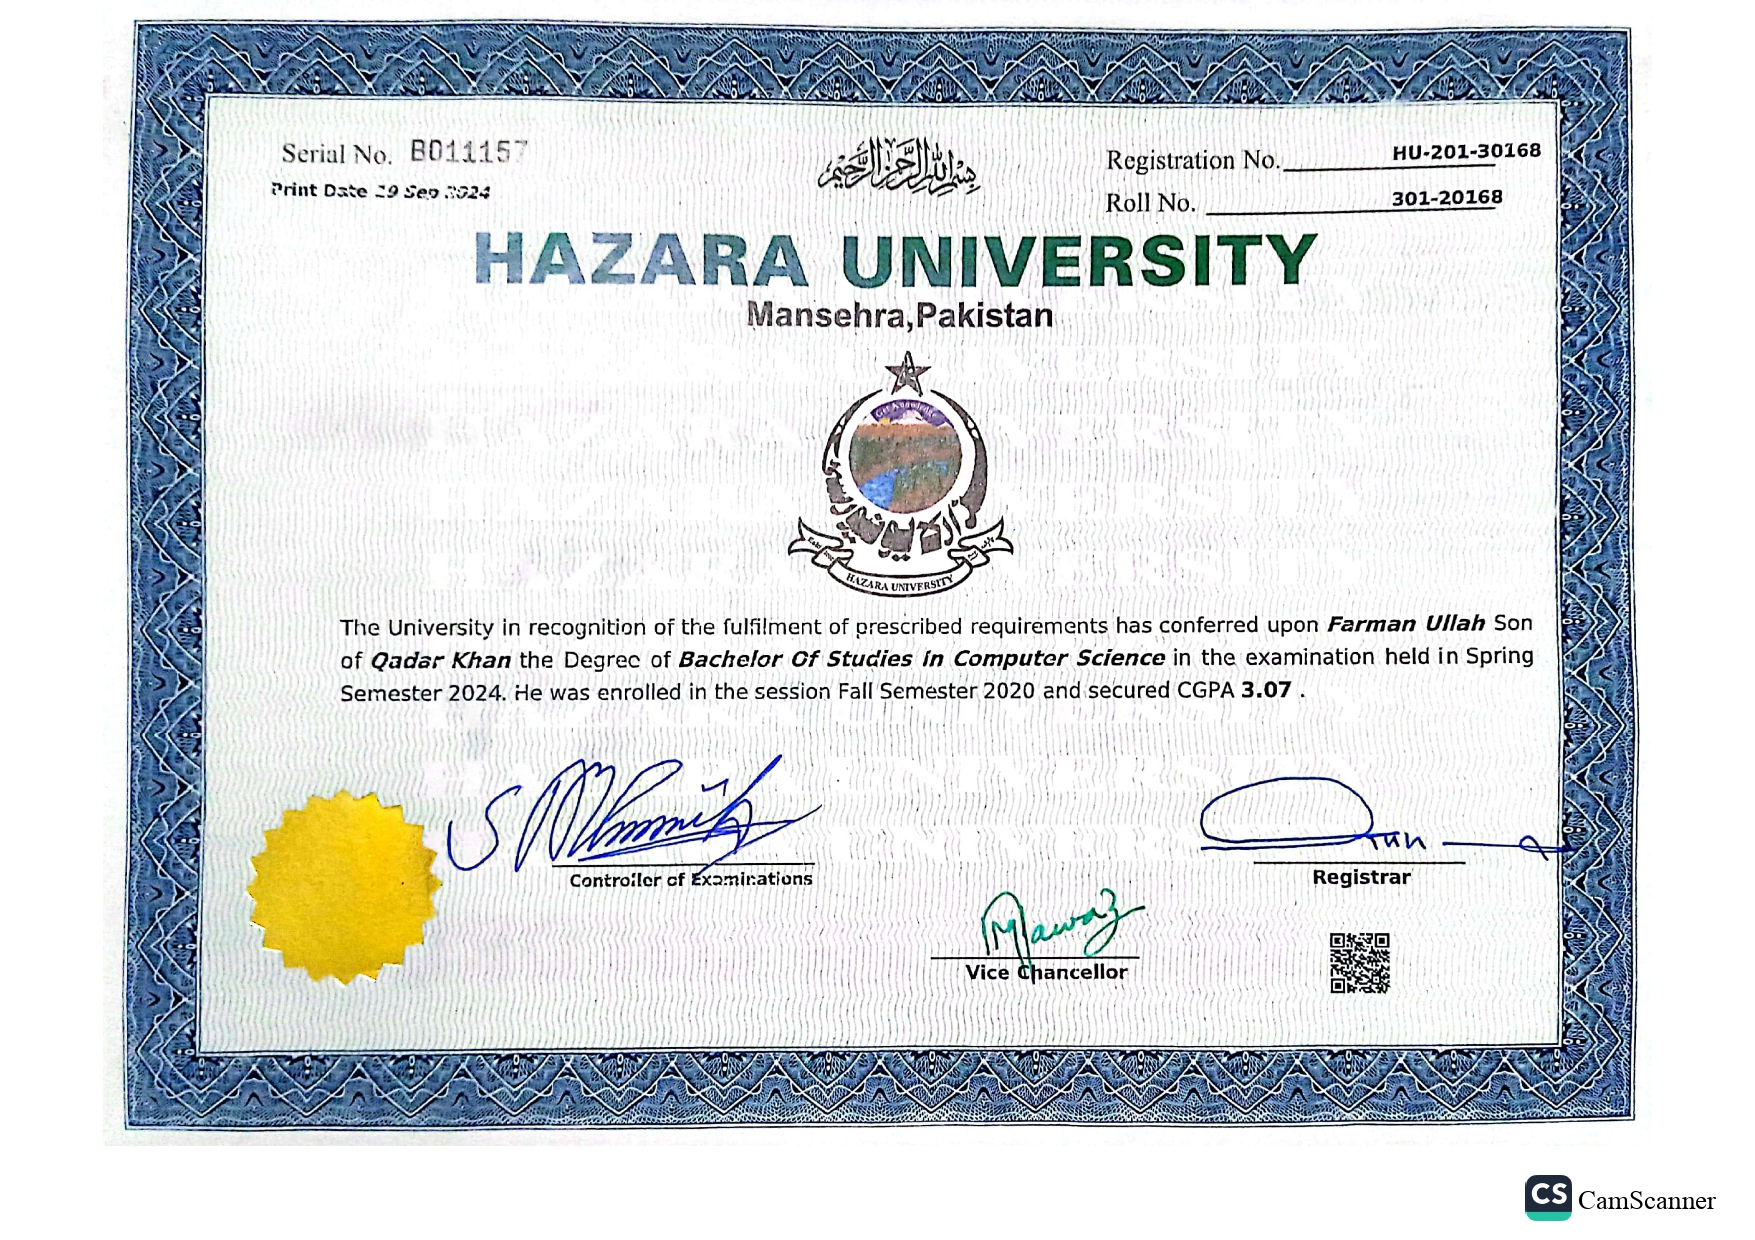 Serial No. B011157
Print Date 19 Sep 2024
بسم الله الرحمن الرحيم
Registration No. HU-201-30168
Roll No. 301-20168
HAZARA UNIVERSITY
Mansehra,Pakistan
Get Knowledge
HAZARA UNIVERSITY
The University in recognition of the fulfilment of prescribed requirements has conferred upon Farman Ullah Son
of Qadar Khan the Degree of Bachelor Of Studies in Computer Science in the examination held in Spring
Semester 2024. He was enrolled in the session Fall Semester 2020 and secured CGPA 3.07 .
Controller of Examinations
Registrar
Nawaz
Vice Chancellor
CS CamScanner